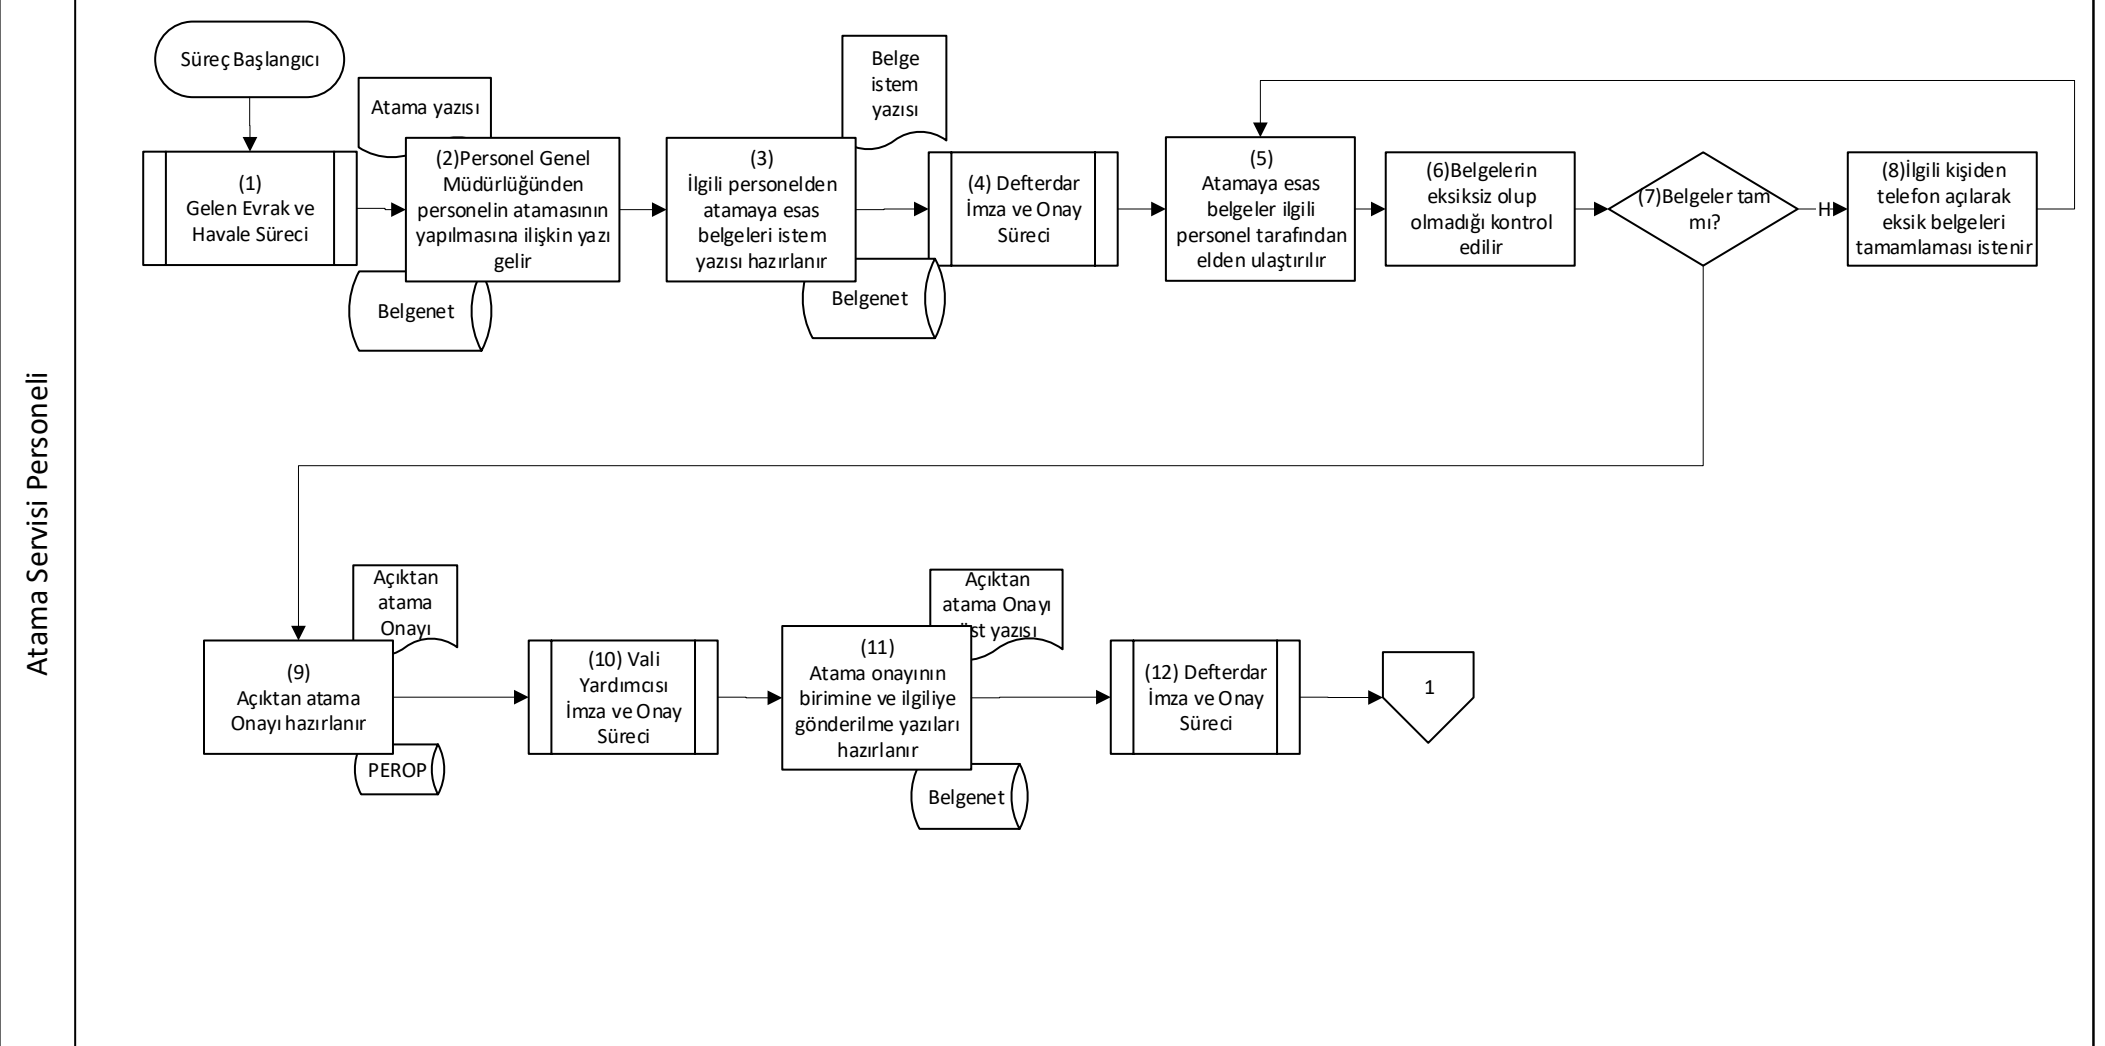 Atama Servisi Personeli
Süreç Başlangıcı
(1)
Gelen Evrak ve
Havale Süreci
Atama yazısı
(2)Personel Genel
Müdürlüğünden
personelin atamasının
yapılmasına ilişkin yazı
gelir
Belgenet
(3)
İlgili personelden
atamaya esas
belgeleri istem
yazısı hazırlanır
Belge
istem
yazısı
Belgenet
(4) Defterdar
İmza ve Onay
Süreci
(5)
Atamaya esas
belgeler ilgili
personel tarafından
elden ulaştırılır
(6)Belgelerin
eksiksiz olup
olmadığı kontrol
edilir
(7)Belgeler tam
mı?
H
(8)İlgili kişiden
telefon açılarak
eksik belgeleri
tamamlaması istenir
(9)
Açıktan atama
Onayı hazırlanır
Açıktan
atama
Onayı
PEROP
(10) Vali
Yardımcısı
İmza ve Onay
Süreci
(11)
Atama onayının
birimine ve ilgiliye
gönderilme yazıları
hazırlanır
Açıktan
atama Onayı
üst yazısı
Belgenet
(12) Defterdar
İmza ve Onay
Süreci
1